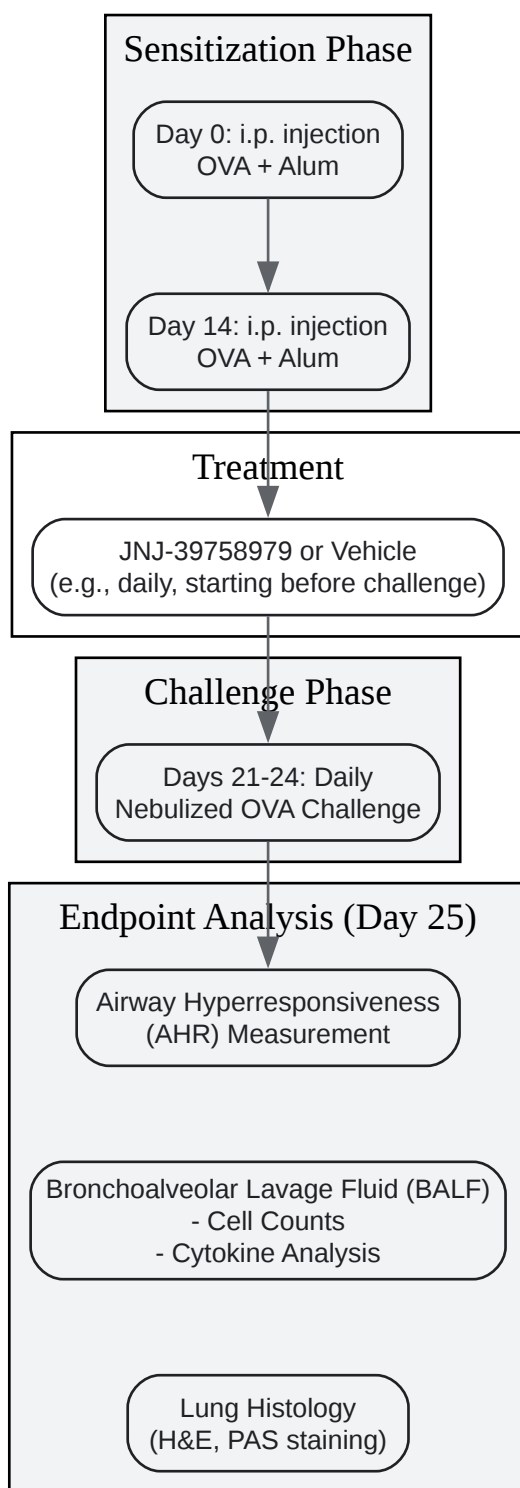 Sensitization Phase
Day 0: i.p. injection
OVA + Alum
Day 14: i.p. injection
OVA + Alum
Treatment
JNJ-39758979 or Vehicle
(e.g., daily, starting before challenge)
Challenge Phase
Days 21-24: Daily
Nebulized OVA Challenge
Endpoint Analysis (Day 25)
Airway Hyperresponsiveness
(AHR) Measurement
Bronchoalveolar Lavage Fluid (BALF)
- Cell Counts
- Cytokine Analysis
Lung Histology
(H&E, PAS staining)